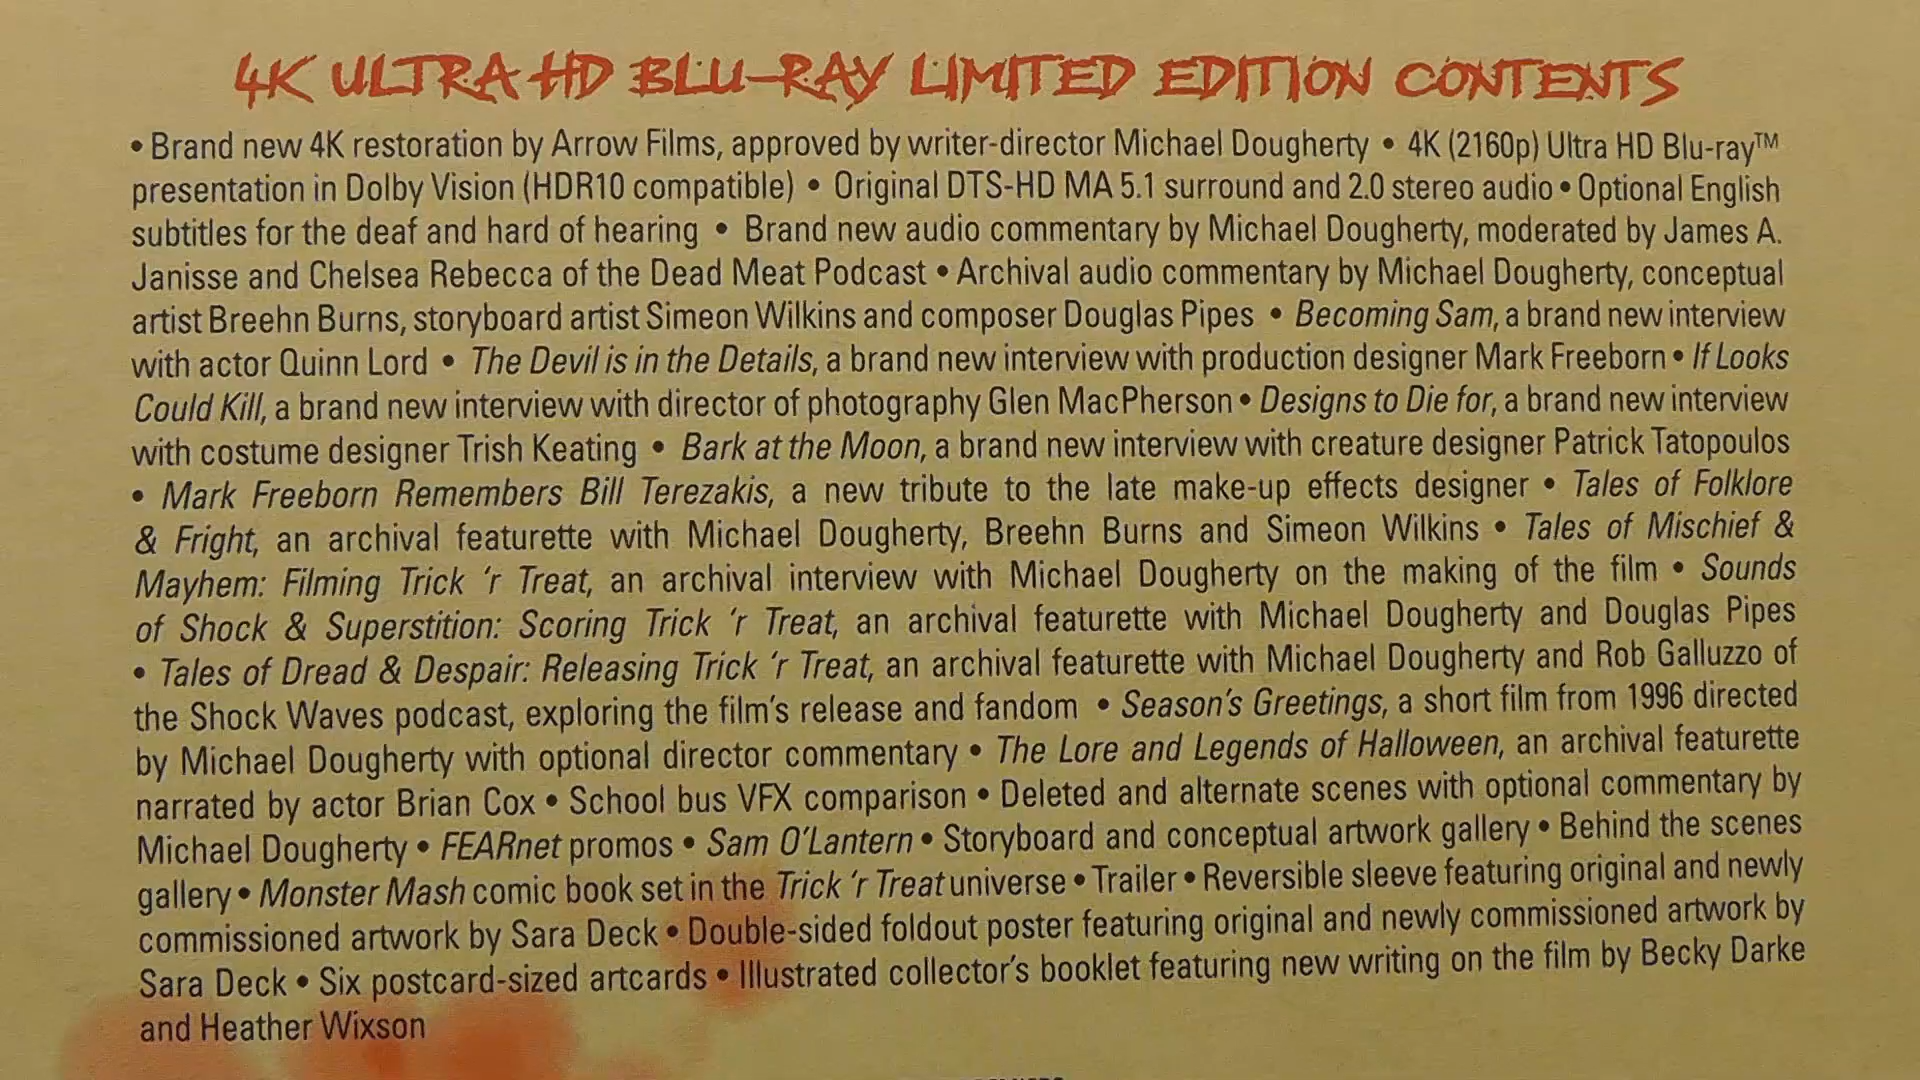 4K ULTRA HD BLU-RAY LIMITED EDITION CONTENTS
• Brand new 4K restoration by Arrow Films, approved by writer-director Michael Dougherty • 4K (2160p) Ultra HD Blu-ray™
presentation in Dolby Vision (HDR10 compatible) • Original DTS-HD MA 5.1 surround and 2.0 stereo audio • Optional English
subtitles for the deaf and hard of hearing • Brand new audio commentary by Michael Dougherty, moderated by James A.
Janisse and Chelsea Rebecca of the Dead Meat Podcast • Archival audio commentary by Michael Dougherty, conceptual
artist Breehn Burns, storyboard artist Simeon Wilkins and composer Douglas Pipes • Becoming Sam, a brand new interview
with actor Quinn Lord • The Devil is in the Details, a brand new interview with production designer Mark Freeborn • If Looks
Could Kill, a brand new interview with director of photography Glen MacPherson • Designs to Die for, a brand new interview
with costume designer Trish Keating • Bark at the Moon, a brand new interview with creature designer Patrick Tatopoulos
• Mark Freeborn Remembers Bill Terezakis, a new tribute to the late make-up effects designer • Tales of Folklore
& Fright, an archival featurette with Michael Dougherty, Breehn Burns and Simeon Wilkins • Tales of Mischief &
Mayhem: Filming Trick ‘r Treat, an archival interview with Michael Dougherty on the making of the film • Sounds
of Shock & Superstition: Scoring Trick ‘r Treat, an archival featurette with Michael Dougherty and Douglas Pipes
• Tales of Dread & Despair: Releasing Trick ‘r Treat, an archival featurette with Michael Dougherty and Rob Galluzzo of
the Shock Waves podcast, exploring the film's release and fandom • Season's Greetings, a short film from 1996 directed
by Michael Dougherty with optional director commentary • The Lore and Legends of Halloween, an archival featurette
narrated by actor Brian Cox • School bus VFX comparison • Deleted and alternate scenes with optional commentary by
Michael Dougherty • FEARnet promos • Sam O'Lantern • Storyboard and conceptual artwork gallery • Behind the scenes
gallery • Monster Mash comic book set in the Trick ‘r Treat universe • Trailer • Reversible sleeve featuring original and newly
commissioned artwork by Sara Deck • Double-sided foldout poster featuring original and newly commissioned artwork by
Sara Deck • Six postcard-sized artcards • Illustrated collector's booklet featuring new writing on the film by Becky Darke
and Heather Wixson